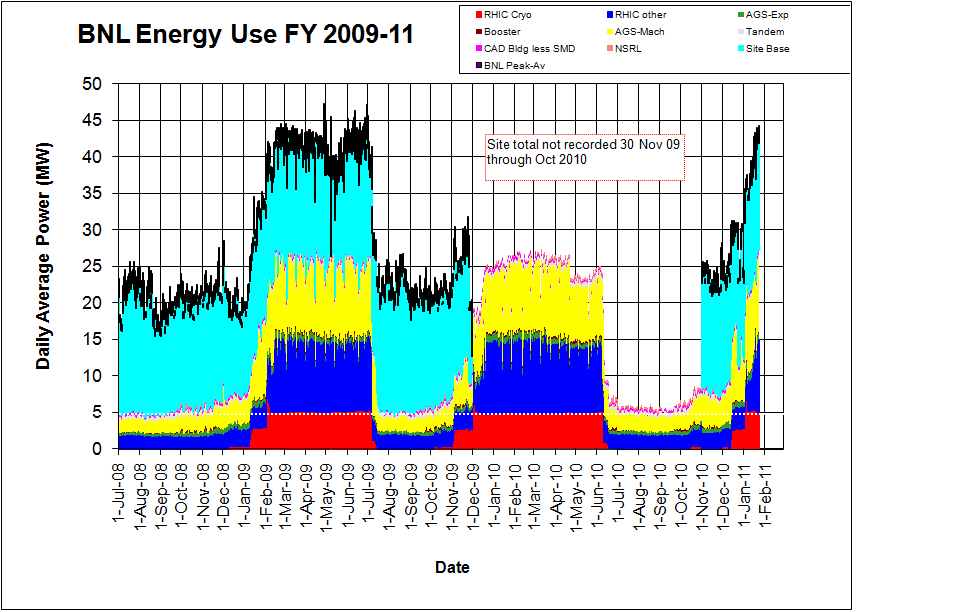 BNL Energy Use FY 2009-11
RHIC Cryo
RHIC other
AGS-Exp
Booster
AGS-Mach
Tandem
CAD Bldg less SMD
NSRL
Site Base
BNL Peak-Av
Daily Average Power (MW)
50
45
40
35
30
25
20
15
10
5
0
Site total not recorded 30 Nov 09
through Oct 2010
1-Jul-08
1-Aug-08
1-Sep-08
1-Oct-08
1-Nov-08
1-Dec-08
1-Jan-09
1-Feb-09
1-Mar-09
1-Apr-09
1-May-09
1-Jun-09
1-Jul-09
1-Aug-09
1-Sep-09
1-Oct-09
1-Nov-09
1-Dec-09
1-Jan-10
1-Feb-10
1-Mar-10
1-Apr-10
1-May-10
1-Jun-10
1-Jul-10
1-Aug-10
1-Sep-10
1-Oct-10
1-Nov-10
1-Dec-10
1-Jan-11
1-Feb-11
Date